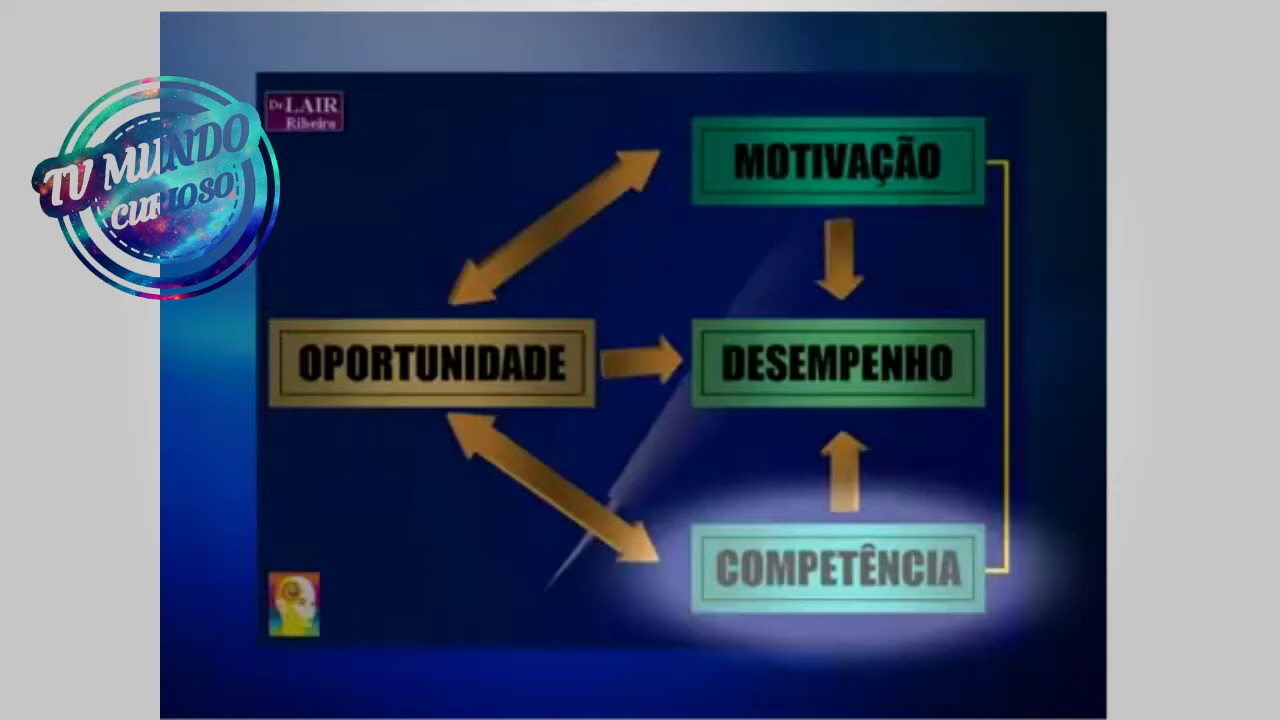 TV MUNDO
CURIOSO
Dr LAIR
Ribeiro
MOTIVAÇÃO
OPORTUNIDADE
DESEMPENHO
COMPETÊNCIA